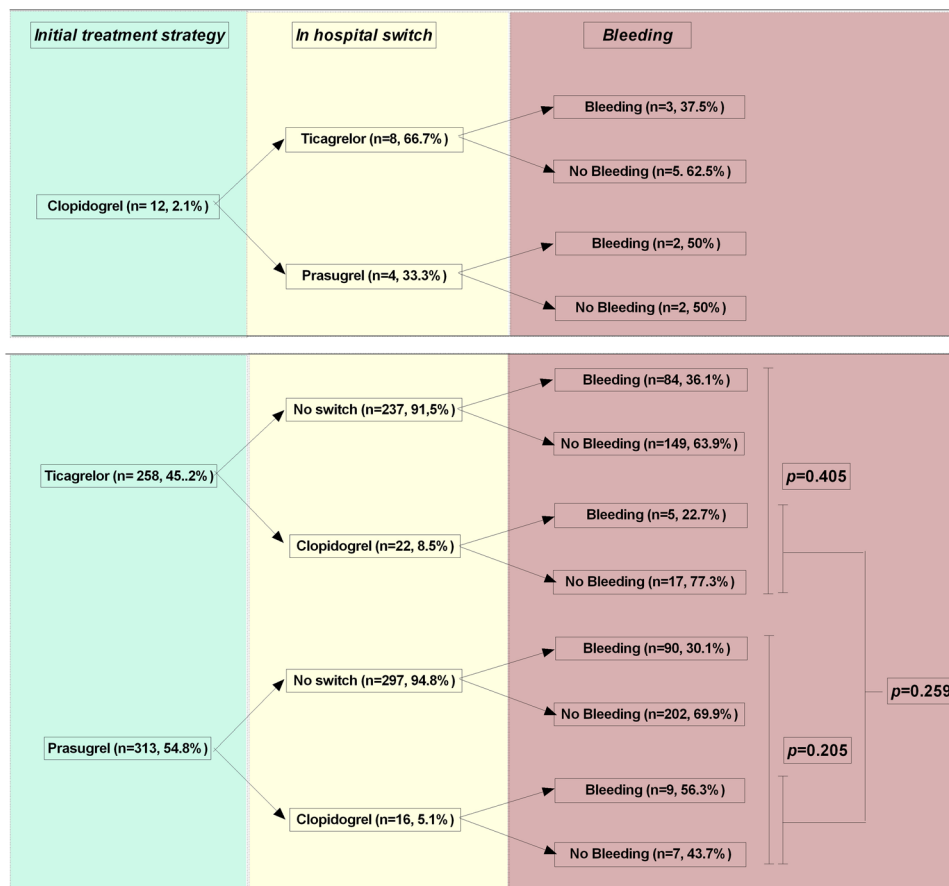 Initial treatment strategy
In hospital switch
Bleeding
Clopidogrel (n= 12, 2.1%)
Ticagrelor (n=8, 66.7%)
Bleeding (n=3, 37.5%)
No Bleeding (n=5. 62.5%)
Prasugrel (n=4, 33.3%)
Bleeding (n=2, 50%)
No Bleeding (n=2, 50%)
Ticagrelor (n= 258, 45..2%)
No switch (n=237, 91,5%)
Bleeding (n=84, 36.1%)
No Bleeding (n=149, 63.9%)
Clopidogrel (n=22, 8.5%)
Bleeding (n=5, 22.7%)
No Bleeding (n=17, 77.3%)
p=0.405
Prasugrel (n=313, 54.8%)
No switch (n=297, 94.8%)
Bleeding (n=90, 30.1%)
No Bleeding (n=202, 69.9%)
Clopidogrel (n=16, 5.1%)
Bleeding (n=9, 56.3%)
No Bleeding (n=7, 43.7%)
p=0.205
p=0.259